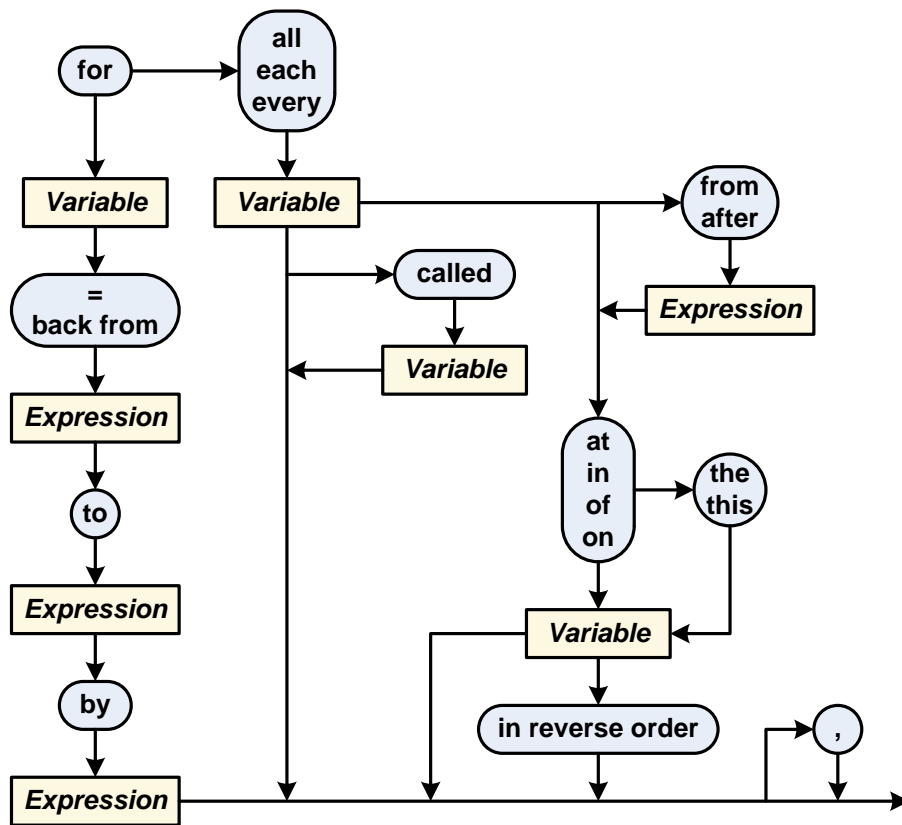 for
all
each
every
Variable
Variable
from
after
=
back from
called
Expression
Variable
Expression
at
in
of
on
the
this
to
Expression
Variable
by
in reverse order
,
Expression